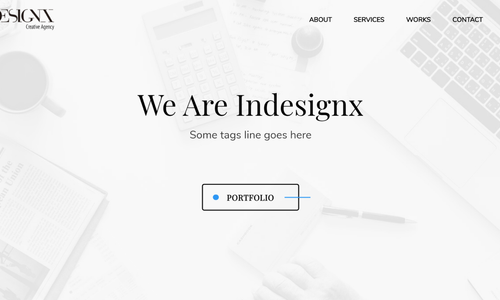 ESIGNX
Creative Agency
ABOUT
SERVICES
WORKS
CONTACT
We Are Indesignx
Some tags line goes here
PORTFOLIO